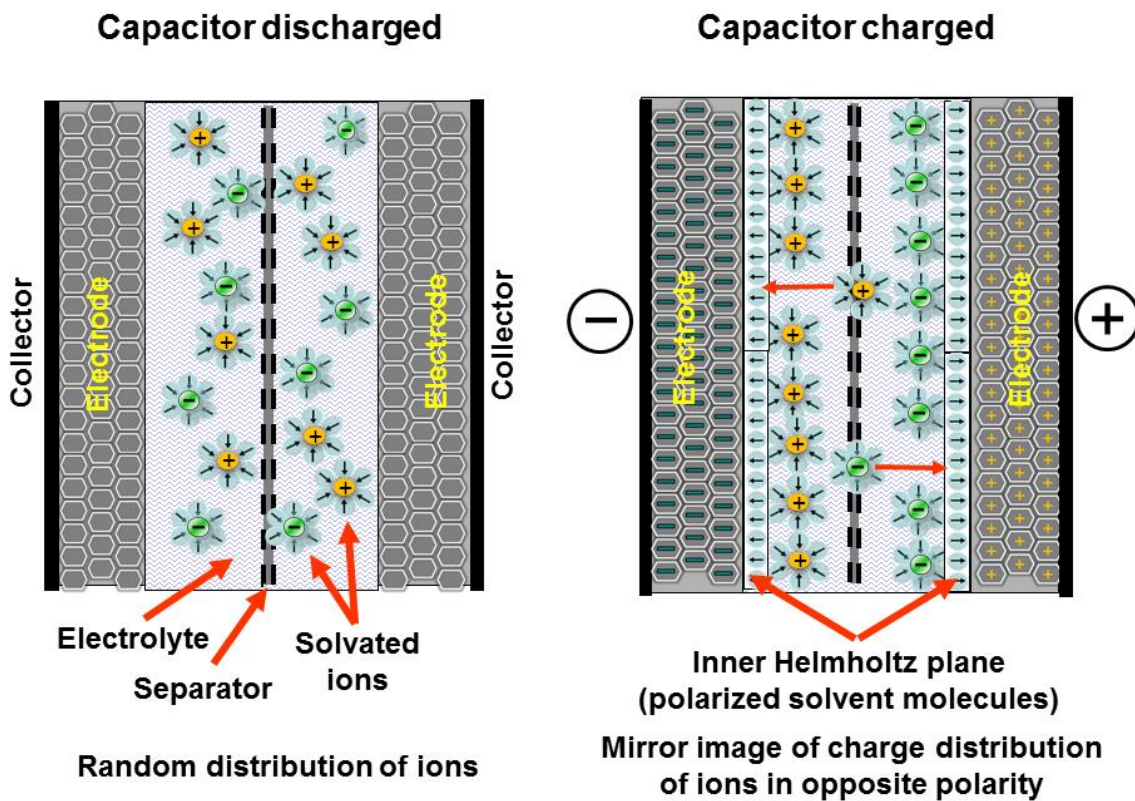 Capacitor discharged
Capacitor charged
Collector
Electrode
Electrode
Collector
Electrode
Electrode
Electrolyte
Separator
Solvated
ions
Inner Helmholtz plane
(polarized solvent molecules)
Random distribution of ions
Mirror image of charge distribution
of ions in opposite polarity